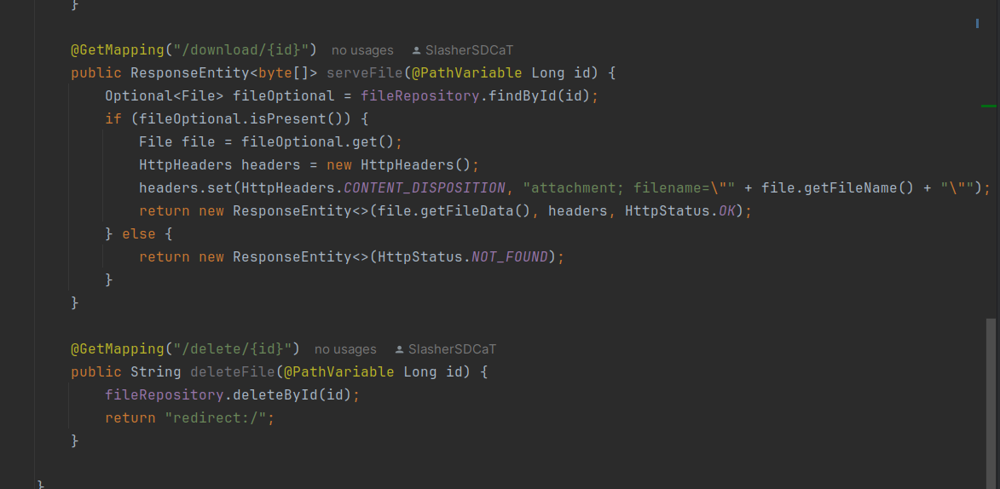 }
@GetMapping("/download/{id}") no usages SlasherSDCaT
public ResponseEntity<byte[]> serveFile(@PathVariable Long id) {
Optional<File> fileOptional = fileRepository.findById(id);
if (fileOptional.isPresent()) {
File file = fileOptional.get();
HttpHeaders headers = new HttpHeaders();
headers.set(HttpHeaders.CONTENT_DISPOSITION, "attachment; filename=\"" + file.getFileName() + "\"");
return new ResponseEntity<>(file.getFileData(), headers, HttpStatus.OK);
} else {
return new ResponseEntity<>(HttpStatus.NOT_FOUND);
}
}
@GetMapping("/delete/{id}") no usages SlasherSDCaT
public String deleteFile(@PathVariable Long id) {
fileRepository.deleteById(id);
return "redirect:/";
}
}